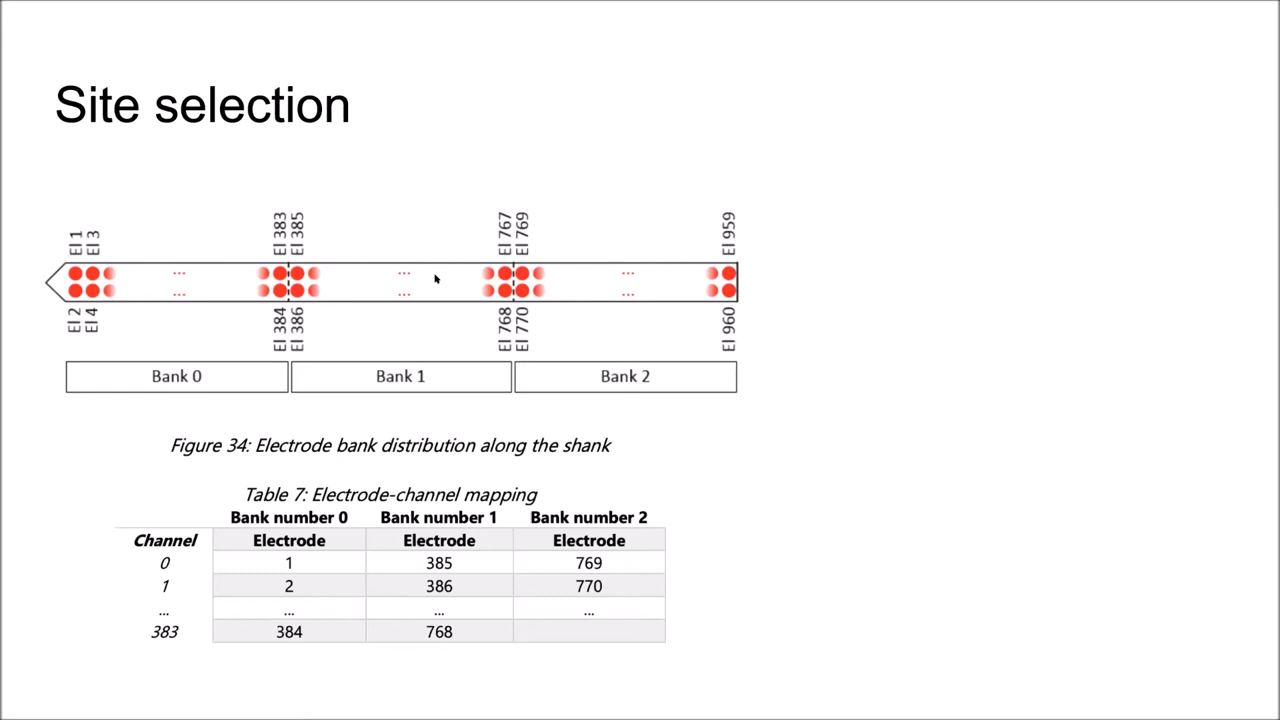 Site selection
El 1 El 3 El 383 El 385 El 767 El 769 El 959
... ... ...
... ... ...
El 2 El 4 El 384 El 386 El 768 El 770 El 960
Bank 0 Bank 1 Bank 2
Figure 34: Electrode bank distribution along the shank
Table 7: Electrode-channel mapping
Bank number 0 Bank number 1 Bank number 2
Channel Electrode Electrode Electrode
0 1 385 769
1 2 386 770
... ... ... ...
383 384 768